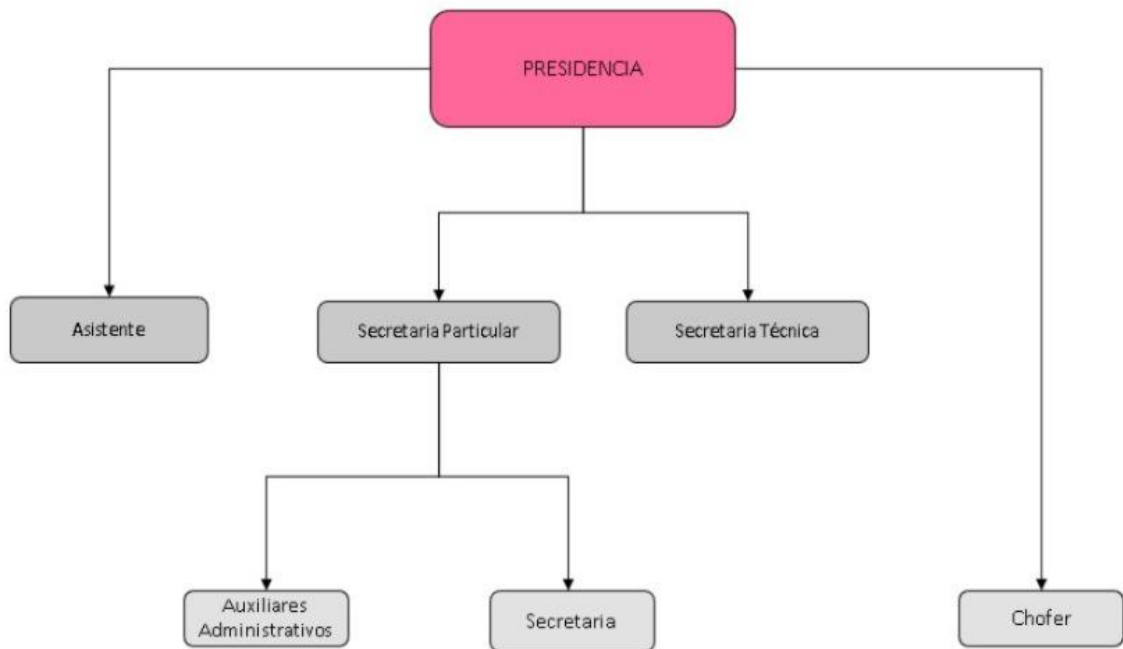 PRESIDENCIA
Asistente
Secretaria Particular
Secretaria Técnica
Auxiliares
Administrativos
Secretaria
Chofer